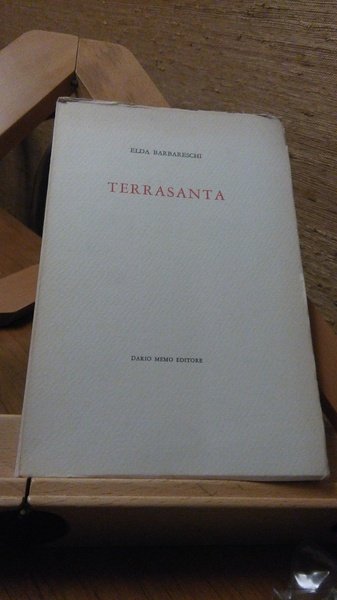 ELDA BARBARESCHI
TERRASANTA
DARIO MEMO EDITORE